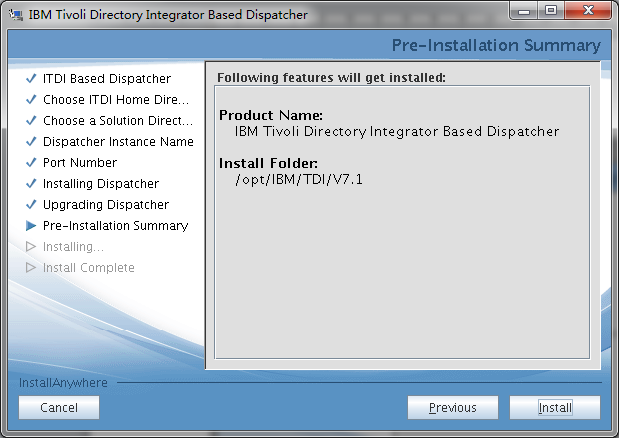 IBM Tivoli Directory Integrator Based Dispatcher
Pre-Installation Summary
ITDI Based Dispatcher
Choose ITDI Home Dire...
Choose a Solution Direct...
Dispatcher Instance Name
Port Number
Installing Dispatcher
Upgrading Dispatcher
Pre-Installation Summary
Installing...
Install Complete
Following features will get installed:
Product Name:
IBM Tivoli Directory Integrator Based Dispatcher
Install Folder:
/opt/IBM/TDI/V7.1
InstallAnywhere
Cancel
Previous
Install